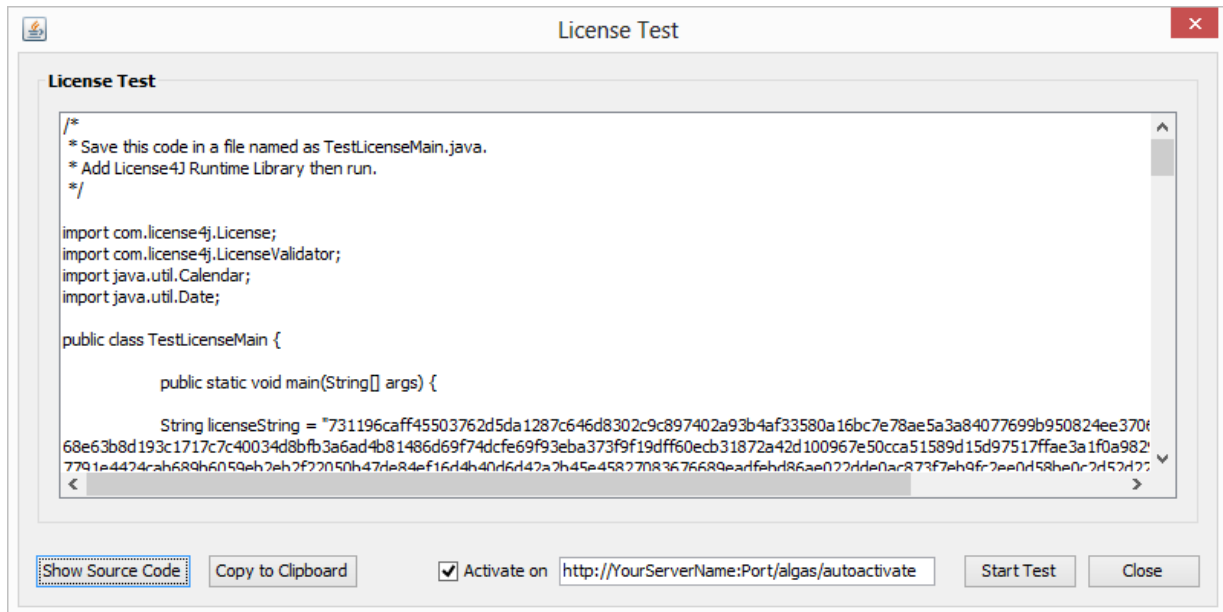 License Test
License Test
/*
* Save this code in a file named as TestLicenseMain.java.
* Add License4J Runtime Library then run.
*/
import com.license4j.License;
import com.license4j.LicenseValidator;
import java.util.Calendar;
import java.util.Date;
public class TestLicenseMain {
public static void main(String[] args) {
String licenseString = "731196caff45503762d5da1287c646d8302c9c897402a93b4af33580a16bc7e78ae5a3a84077699b950824ee3706
68e63b8d193c1717c7c40034d8bfb3a6ad4b81486d69f74dcfe69f93eba373f9f19dff60ecb31872a42d100967e50cca51589d15d97517ffae3a1f0a982
Show Source Code Copy to Clipboard Activate on http://YourServerName:Port/algas/autoactivate Start Test Close